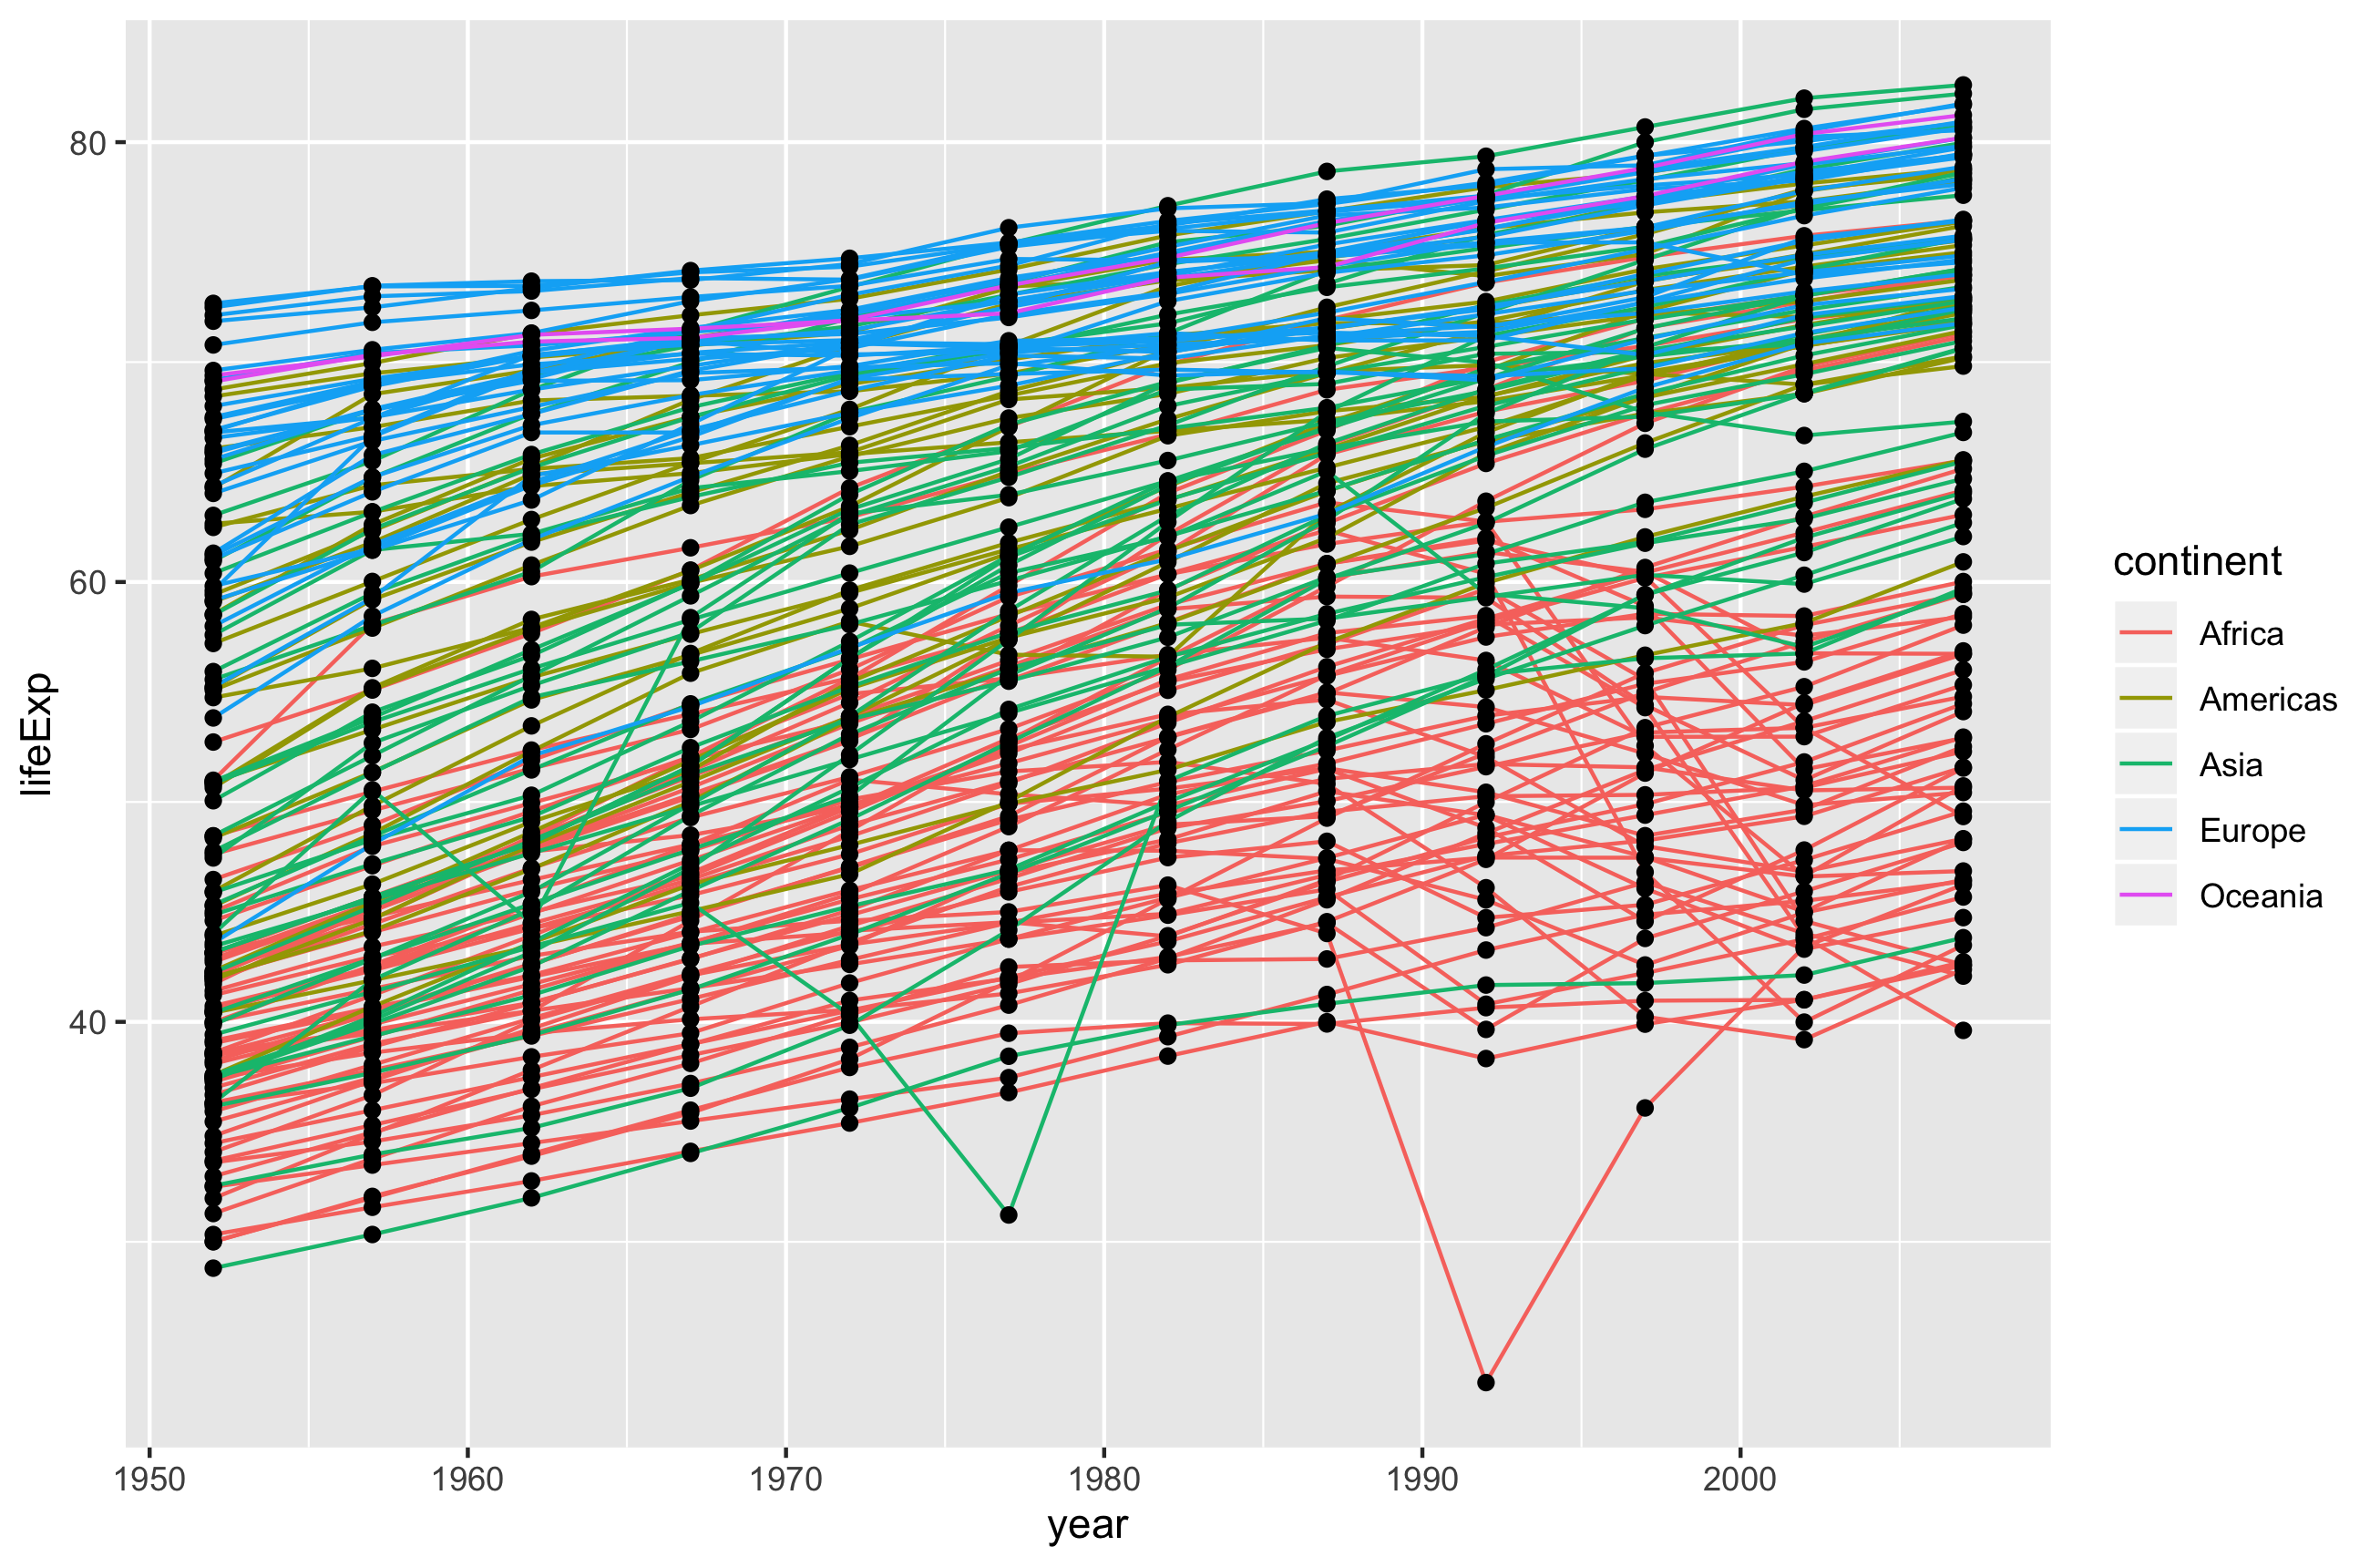 80
60
40
lifeExp
1950 1960 1970 1980 1990 2000
year
continent
Africa
Americas
Asia
Europe
Oceania